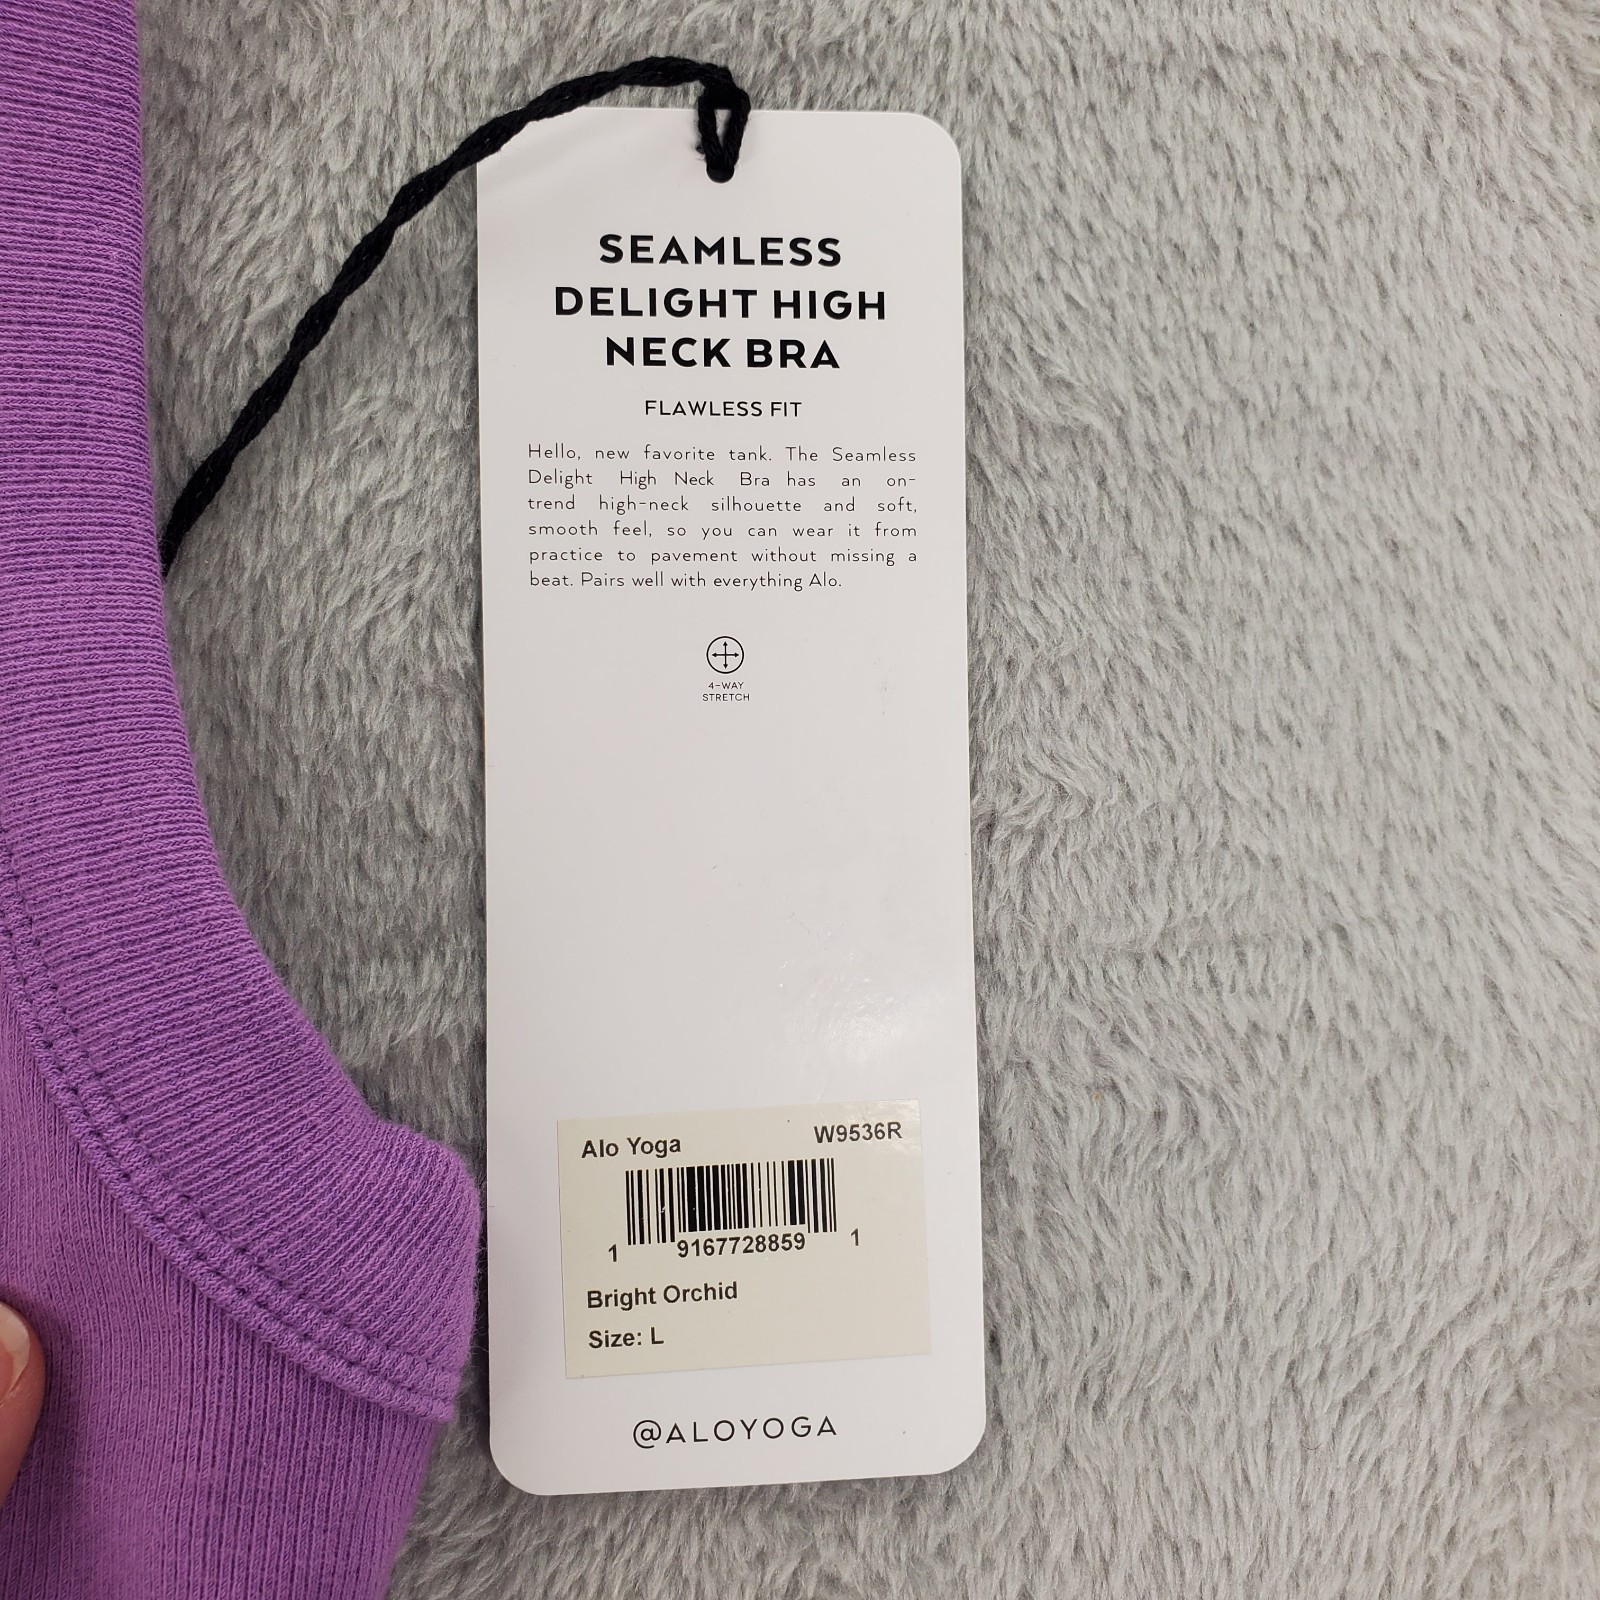 SEAMLESS
DELIGHT HIGH
NECK BRA
FLAWLESS FIT
Hello, new favorite tank. The Seamless
Delight High Neck Bra has an on-
trend high-neck silhouette and soft,
smooth feel, so you can wear it from
practice to pavement without missing a
beat. Pairs well with everything Alo.
4-WAY
STRETCH
Alo Yoga W9536R
1 9167728859 1
Bright Orchid
Size: L
@ALOYOGA